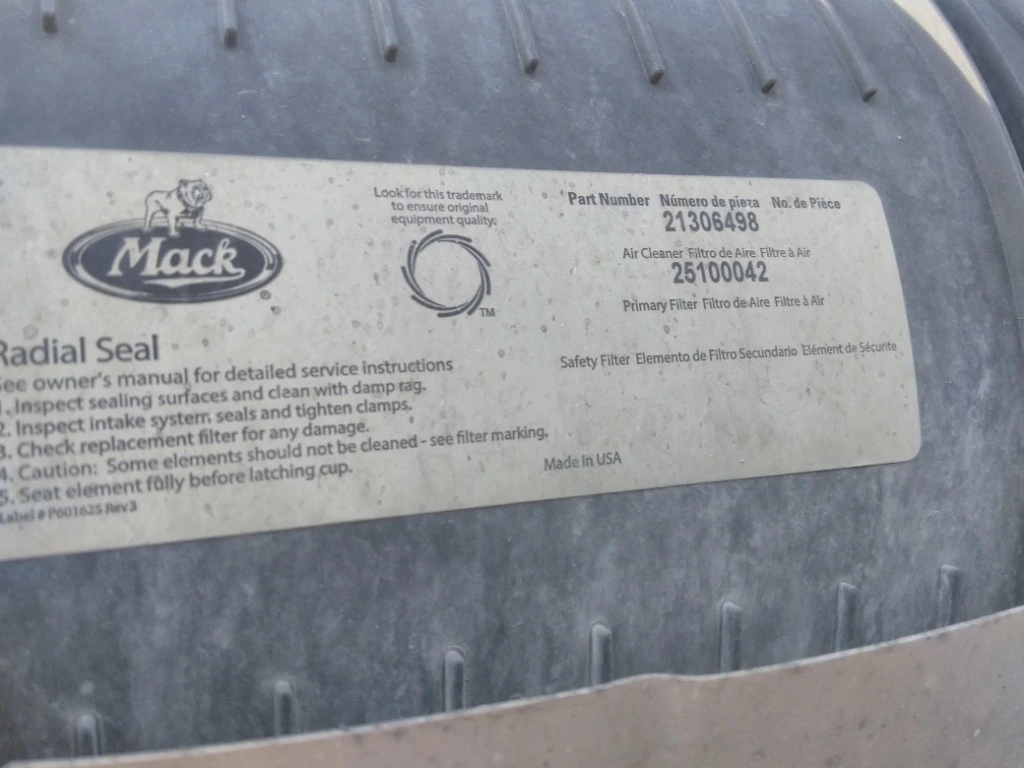 Mack
®
Look for this trademark
to ensure original
equipment quality.
TM
Part Number Número de pieza No. de Pièce
21306498
Air Cleaner Filtro de Aire Filtre à Air
25100042
Primary Filter Filtro de Aire Filtre à Air
Safety Filter Elemento de Filtro Secundario Elément de Sécurite
Made in USA
Radial Seal
See owner's manual for detailed service instructions
1. Inspect sealing surfaces and clean with damp rag.
2. Inspect intake system seals and tighten clamps.
3. Check replacement filter for any damage.
4. Caution: Some elements should not be cleaned - see filter marking.
5. Seat element fully before latching cup.
Label # P601625 Rev3